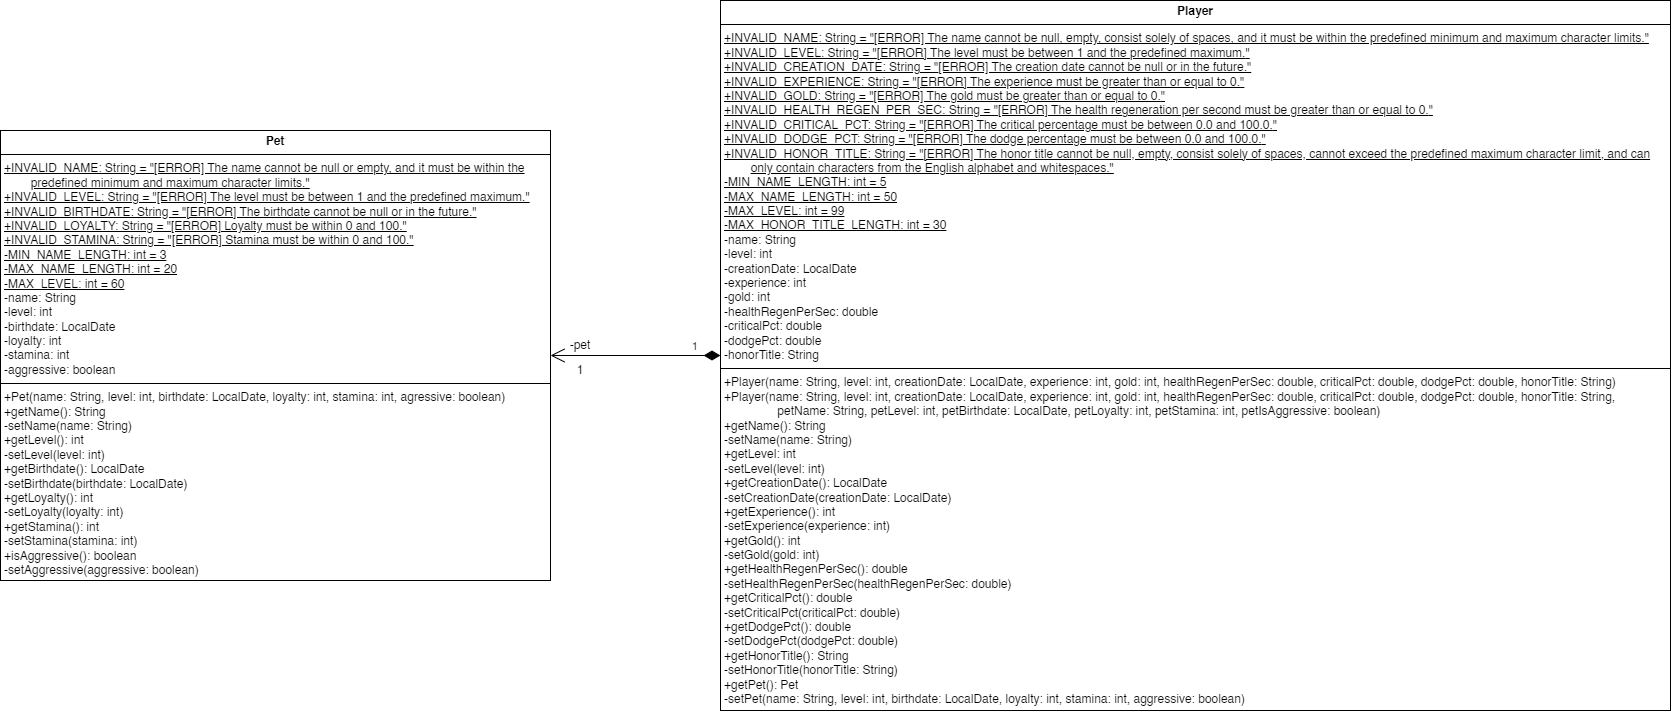 Pet
+INVALID_NAME: String = "[ERROR] The name cannot be null or empty, and it must be within the
predefined minimum and maximum character limits."
+INVALID_LEVEL: String = "[ERROR] The level must be between 1 and the predefined maximum."
+INVALID_BIRTHDATE: String = "[ERROR] The birthdate cannot be null or in the future."
+INVALID_LOYALTY: String = "[ERROR] Loyalty must be within 0 and 100."
+INVALID_STAMINA: String = "[ERROR] Stamina must be within 0 and 100."
-MIN_NAME_LENGTH: int = 3
-MAX_NAME_LENGTH: int = 20
-MAX_LEVEL: int = 60
-name: String
-level: int
-birthdate: LocalDate
-loyalty: int
-stamina: int
-aggressive: boolean
+Pet(name: String, level: int, birthdate: LocalDate, loyalty: int, stamina: int, agressive: boolean)
+getName(): String
-setName(name: String)
+getLevel(): int
-setLevel(level: int)
+getBirthdate(): LocalDate
-setBirthdate(birthdate: LocalDate)
+getLoyalty(): int
-setLoyalty(loyalty: int)
+getStamina(): int
-setStamina(stamina: int)
+isAggressive(): boolean
-setAggressive(aggressive: boolean)
-pet
1
1
Player
+INVALID_NAME: String = "[ERROR] The name cannot be null, empty, consist solely of spaces, and it must be within the predefined minimum and maximum character limits."
+INVALID_LEVEL: String = "[ERROR] The level must be between 1 and the predefined maximum."
+INVALID_CREATION_DATE: String = "[ERROR] The creation date cannot be null or in the future."
+INVALID_EXPERIENCE: String = "[ERROR] The experience must be greater than or equal to 0."
+INVALID_GOLD: String = "[ERROR] The gold must be greater than or equal to 0."
+INVALID_HEALTH_REGEN_PER_SEC: String = "[ERROR] The health regeneration per second must be greater than or equal to 0."
+INVALID_CRITICAL_PCT: String = "[ERROR] The critical percentage must be between 0.0 and 100.0."
+INVALID_DODGE_PCT: String = "[ERROR] The dodge percentage must be between 0.0 and 100.0."
+INVALID_HONOR_TITLE: String = "[ERROR] The honor title cannot be null, empty, consist solely of spaces, cannot exceed the predefined maximum character limit, and can
only contain characters from the English alphabet and whitespaces."
-MIN_NAME_LENGTH: int = 5
-MAX_NAME_LENGTH: int = 50
-MAX_LEVEL: int = 99
-MAX_HONOR_TITLE_LENGTH: int = 30
-name: String
-level: int
-creationDate: LocalDate
-experience: int
-gold: int
-healthRegenPerSec: double
-criticalPct: double
-dodgePct: double
-honorTitle: String
+Player(name: String, level: int, creationDate: LocalDate, experience: int, gold: int, healthRegenPerSec: double, criticalPct: double, dodgePct: double, honorTitle: String)
+Player(name: String, level: int, creationDate: LocalDate, experience: int, gold: int, healthRegenPerSec: double, criticalPct: double, dodgePct: double, honorTitle: String,
petName: String, petLevel: int, petBirthdate: LocalDate, petLoyalty: int, petStamina: int, petIsAggressive: boolean)
+getName(): String
-setName(name: String)
+getLevel: int
-setLevel(level: int)
+getCreationDate(): LocalDate
-setCreationDate(creationDate: LocalDate)
+getExperience(): int
-setExperience(experience: int)
+getGold(): int
-setGold(gold: int)
+getHealthRegenPerSec(): double
-setHealthRegenPerSec(healthRegenPerSec: double)
+getCriticalPct(): double
-setCriticalPct(criticalPct: double)
+getDodgePct(): double
-setDodgePct(dodgePct: double)
+getHonorTitle(): String
-setHonorTitle(honorTitle: String)
+getPet(): Pet
-setPet(name: String, level: int, birthdate: LocalDate, loyalty: int, stamina: int, aggressive: boolean)